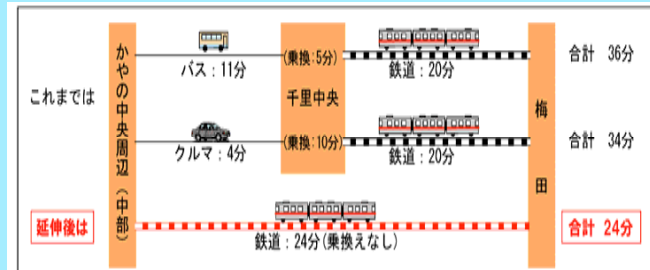 バス：11分
(乗換:5分)
鉄道：20分
合計 36分
これまでは
かやの中央周辺（中部）
千里中央
梅田
クルマ：4分
(乗換:10分)
鉄道：20分
合計 34分
延伸後は
鉄道：24分(乗換えなし)
合計 24分